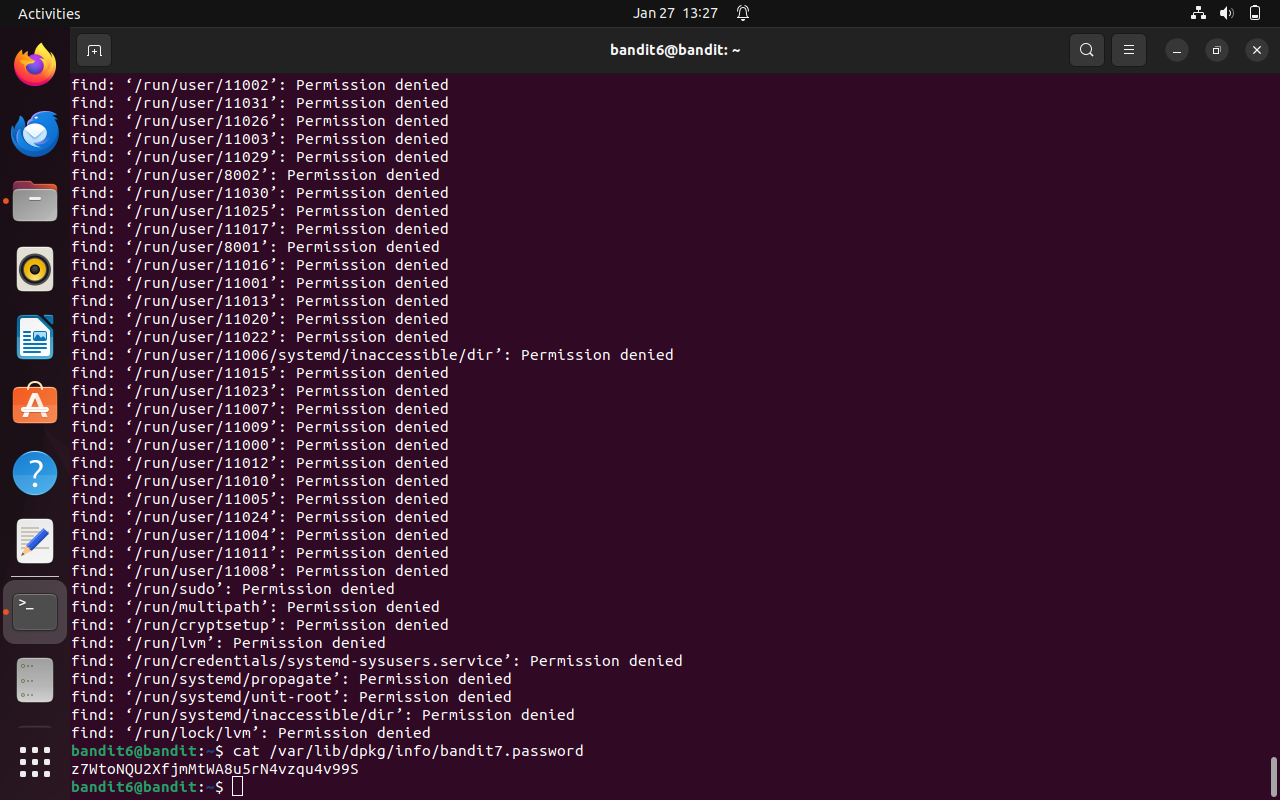 Activities
Jan 27 13:27
bandit6@bandit: ~
find: ‘/run/user/11002’: Permission denied
find: ‘/run/user/11031’: Permission denied
find: ‘/run/user/11026’: Permission denied
find: ‘/run/user/11003’: Permission denied
find: ‘/run/user/11029’: Permission denied
find: ‘/run/user/8002’: Permission denied
find: ‘/run/user/11030’: Permission denied
find: ‘/run/user/11025’: Permission denied
find: ‘/run/user/11017’: Permission denied
find: ‘/run/user/8001’: Permission denied
find: ‘/run/user/11016’: Permission denied
find: ‘/run/user/11001’: Permission denied
find: ‘/run/user/11013’: Permission denied
find: ‘/run/user/11020’: Permission denied
find: ‘/run/user/11022’: Permission denied
find: ‘/run/user/11006/systemd/inaccessible/dir’: Permission denied
find: ‘/run/user/11015’: Permission denied
find: ‘/run/user/11023’: Permission denied
find: ‘/run/user/11007’: Permission denied
find: ‘/run/user/11009’: Permission denied
find: ‘/run/user/11000’: Permission denied
find: ‘/run/user/11012’: Permission denied
find: ‘/run/user/11010’: Permission denied
find: ‘/run/user/11005’: Permission denied
find: ‘/run/user/11024’: Permission denied
find: ‘/run/user/11004’: Permission denied
find: ‘/run/user/11011’: Permission denied
find: ‘/run/user/11008’: Permission denied
find: ‘/run/sudo’: Permission denied
find: ‘/run/multipath’: Permission denied
find: ‘/run/cryptsetup’: Permission denied
find: ‘/run/lvm’: Permission denied
find: ‘/run/credentials/systemd-sysusers.service’: Permission denied
find: ‘/run/systemd/propagate’: Permission denied
find: ‘/run/systemd/unit-root’: Permission denied
find: ‘/run/systemd/inaccessible/dir’: Permission denied
find: ‘/run/lock/lvm’: Permission denied
bandit6@bandit:~$ cat /var/lib/dpkg/info/bandit7.password
z7WtoNQU2XfjmMtWA8u5rN4vzqu4v99S
bandit6@bandit:~$